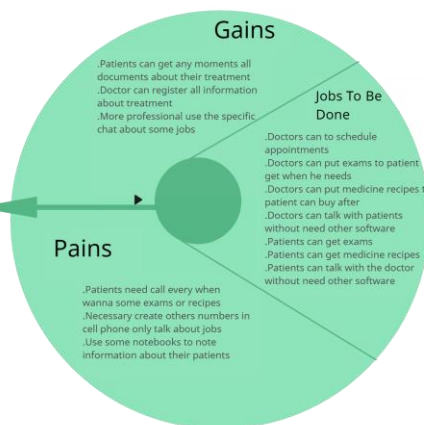 Gains
.Patients can get any moments all
documents about their treatment
.Doctor can register all information
about treatment
.More professional use the specific
chat about some jobs
Jobs To Be
Done
.Doctors can to schedule
appointments
.Doctors can put exams to patient
get when he needs
.Doctors can put medicine recipes t
patient can buy after
.Doctors can talk with patients
without need other software
.Patients can get exams
.Patients can get medicine recipes
.Patients can talk with the doctor
without need other software
Pains
.Patients need call every when
wanna some exams or recipes
.Necessary create others numbers in
cell phone only talk about jobs
.Use some notebooks to note
information about their patients